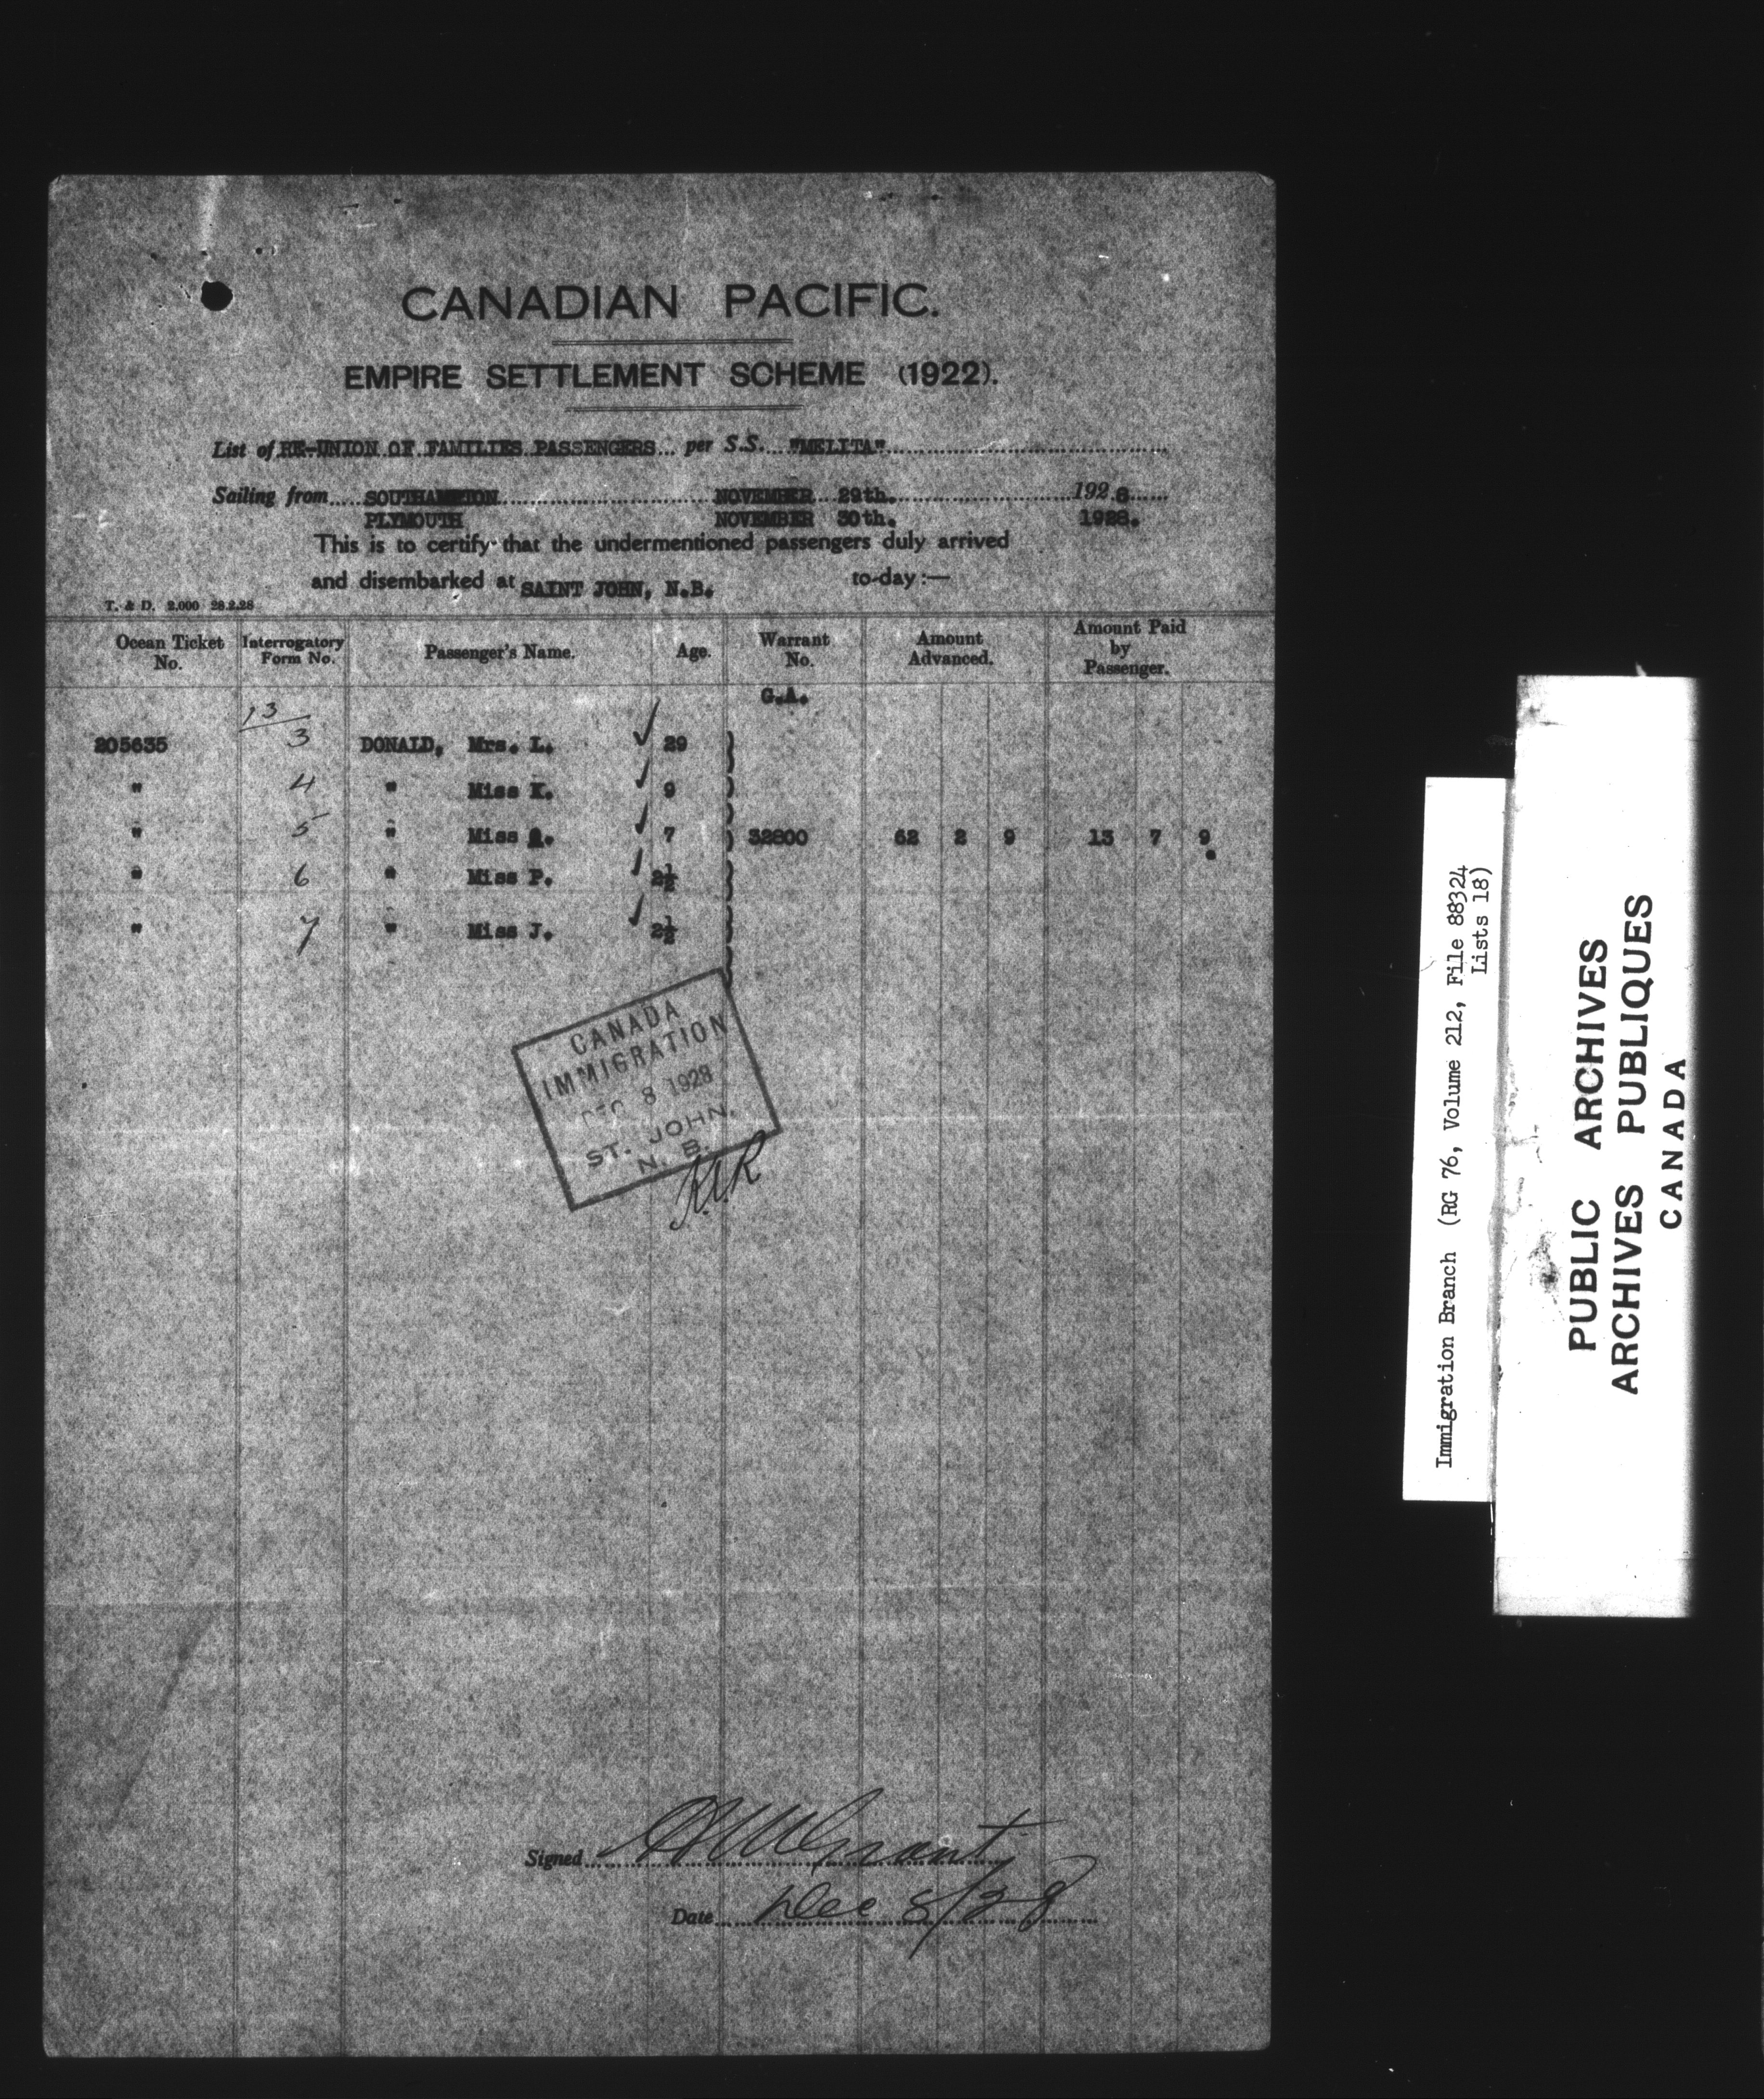 CANADIAN PACIFIC.
EMPIRE SETTLEMENT SCHEME (1922).
List of RE-UNION OF FAMILIES PASSENGERS per S.S. "MELITA"
Sailing from SOUTHAMPTON NOVEMBER 29th. 1928
PLYMOUTH NOVEMBER 30th. 1928.
This is to certify that the undermentioned passengers duly arrived
and disembarked at SAINT JOHN, N.B. to-day :—
T. & D. 2,000 28.2.28
Ocean Ticket No. Interrogatory Form No. Passenger's Name. Age. Warrant No. Amount Advanced. Amount Paid by Passenger.
G.A.
13
205635 3 DONALD, Mrs. L. 29
" 4 " Miss K. 9
" 5 " Miss 7 32800 62 2 9 13 7 9
" 6 " Miss P. 2½
" 7 " Miss J. 2½
CANADA
IMMIGRATION
DEC 8 1928
ST. JOHN,
N. B.
Signed Grant
Date Dec 8/28
Immigration Branch (RG 76, Volume 212, File 88324
Lists 18)
PUBLIC ARCHIVES
ARCHIVES PUBLIQUES
CANADA